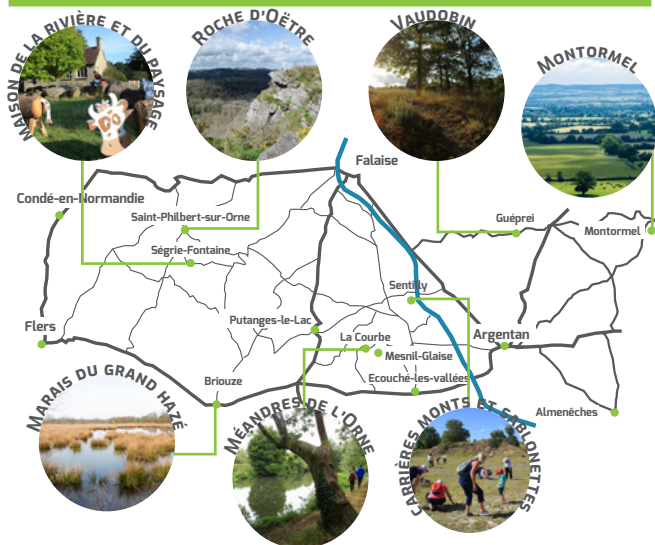 MAISON DE LA RIVIÈRE ET DU PAYSAGE
ROCHE D'OËTRE
VAUDOBIN
MONTORMEL
Falaise
Condé-en-Normandie
Saint-Philbert-sur-Orne
Guéprei
Montormel
Ségrie-Fontaine
Sentilly
Flers
Putanges-le-Lac
La Courbe
Argentan
Mesnil-Glaise
Briouze
Ecouché-les-vallées
Almenêches
MARAIS DU GRAND HAZÉ
MÉANDRES DE L'ORNE
CARRIÈRES MONTS ET SABLONETTES